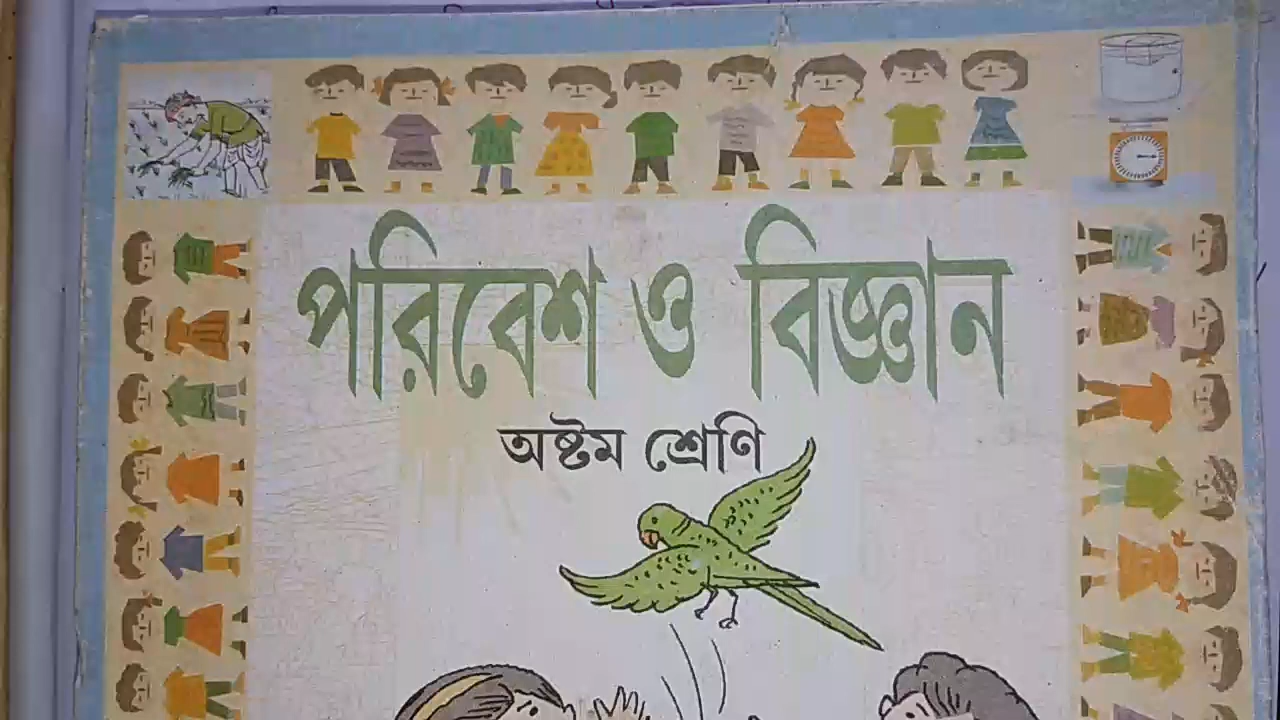 পরিবেশ ও বিজ্ঞান
অষ্টম শ্রেণি